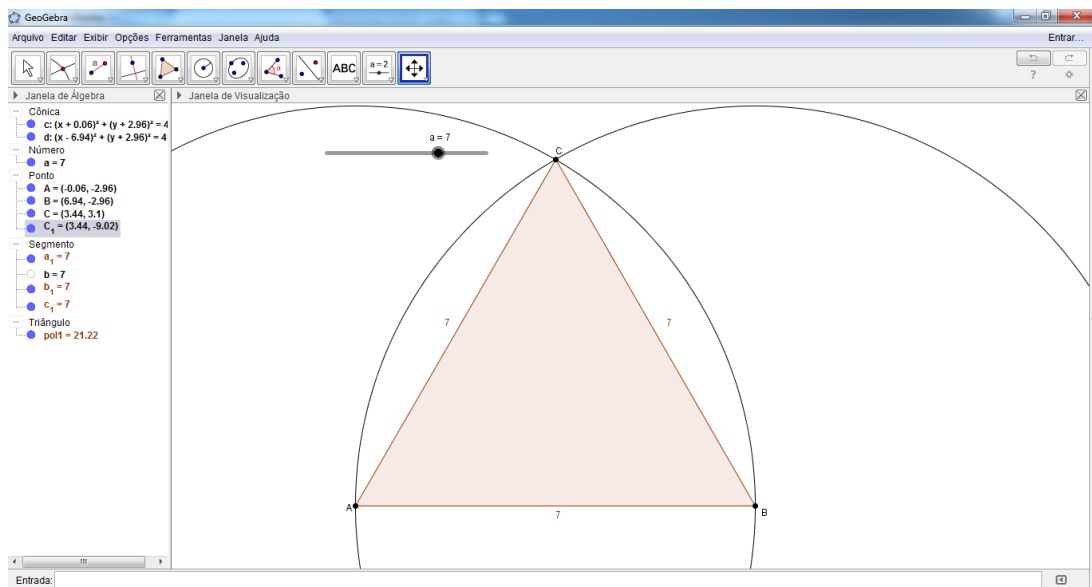 GeoGebra
Arquivo Editar Exibir Opções Ferramentas Janela Ajuda
Entrar...
a
ABC
a = 2
?
Janela de Álgebra
Janela de Visualização
Cônica
c: (x + 0.06)² + (y + 2.96)² = 4
d: (x - 6.94)² + (y + 2.96)² = 4
Número
a = 7
Ponto
A = (-0.06, -2.96)
B = (6.94, -2.96)
C = (3.44, 3.1)
C₁ = (3.44, -9.02)
Segmento
a₁ = 7
b = 7
b₁ = 7
c₁ = 7
Triângulo
pol1 = 21.22
a = 7
C
7
7
A
B
7
Entrada: